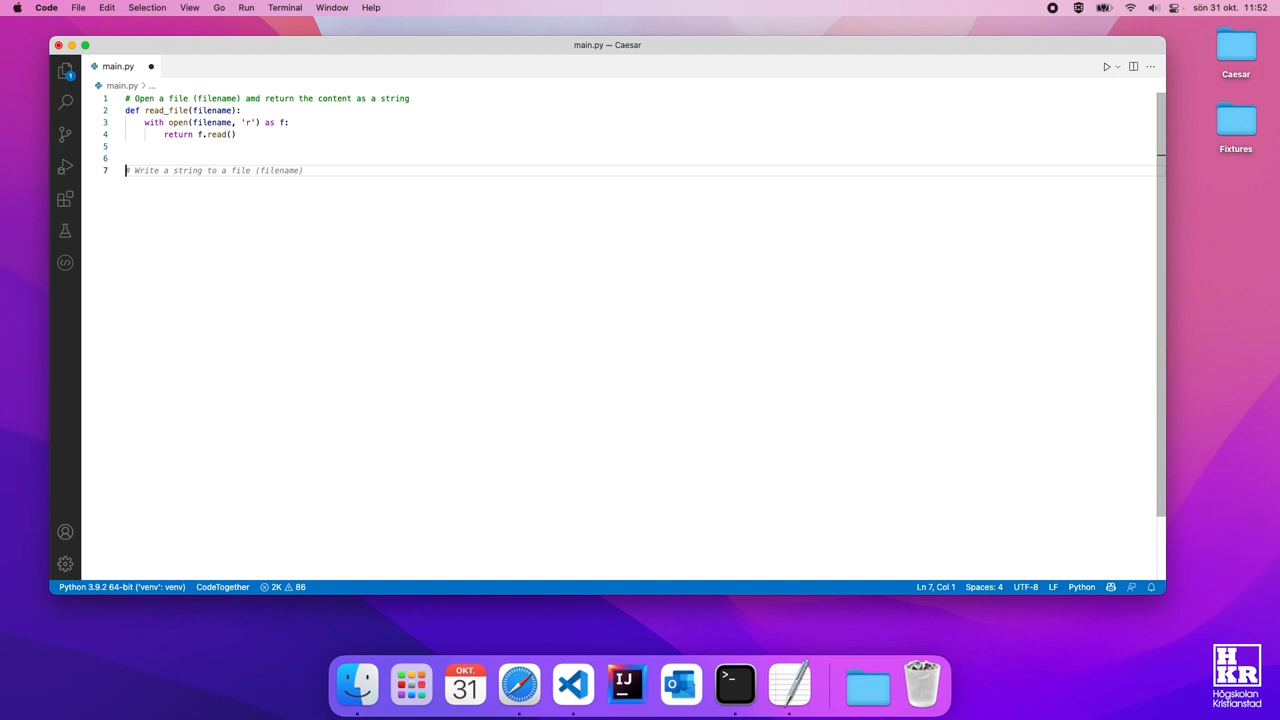 Code File Edit Selection View Go Run Terminal Window Help sön 31 okt. 11:52
main.py — Caesar
main.py
main.py > ...
1 # Open a file (filename) amd return the content as a string
2 def read_file(filename):
3 with open(filename, 'r') as f:
4 return f.read()
5
6
7 # Write a string to a file (filename)
Caesar
Fixtures
1
Python 3.9.2 64-bit ('venv': venv) CodeTogether 2K 86 Ln 7, Col 1 Spaces: 4 UTF-8 LF Python
OKT.
31
IJ
>_
HKR
Högskolan
Kristianstad